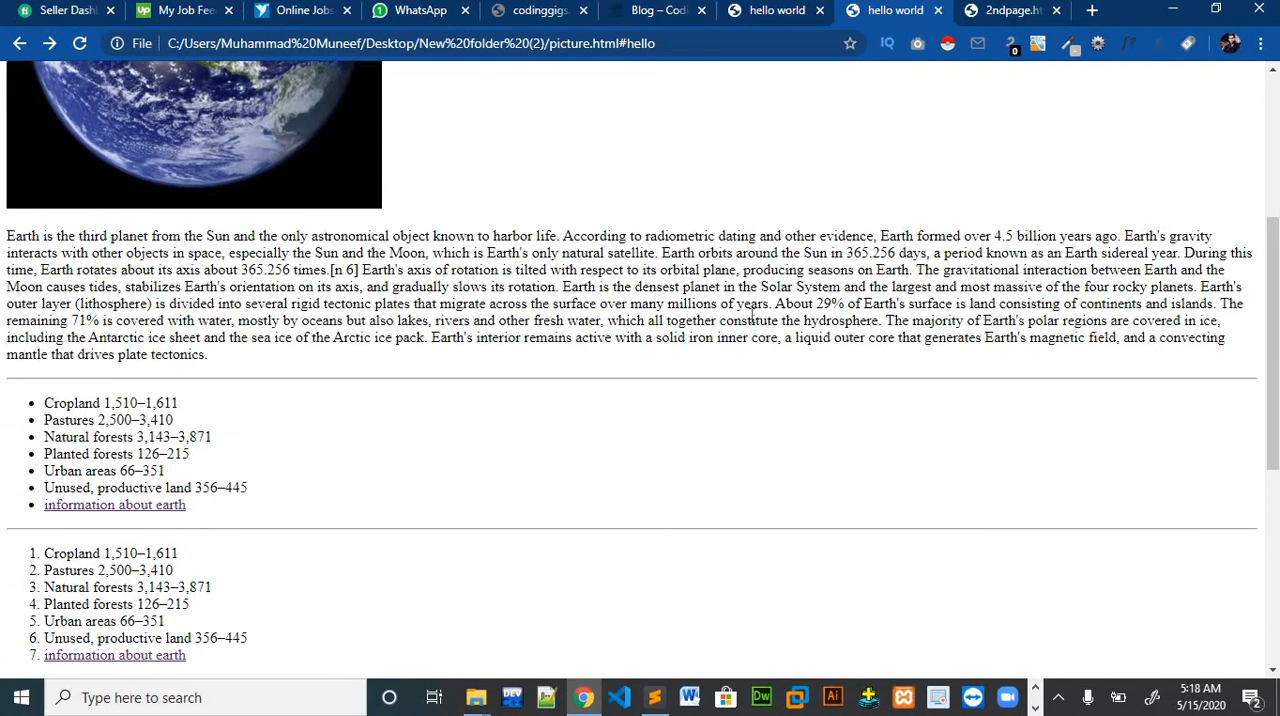 Seller Dash
My Fee
Online Jobs
WhatsApp
codinggigs.
Blog – Codi
hello world
hello world
2ndpage.ht
File
C:/Users/Muhammad%20Muneef/Desktop/New%20folder%20(2)/picture.html#hello
Earth is the third planet from the Sun and the only astronomical object known to harbor life. According to radiometric dating and other evidence, Earth formed over 4.5 billion years ago. Earth's gravity
interacts with other objects in space, especially the Sun and the Moon, which is Earth's only natural satellite. Earth orbits around the Sun in 365.256 days, a period known as an Earth sidereal year. During this
time, Earth rotates about its axis about 365.256 times.[n 6] Earth's axis of rotation is tilted with respect to its orbital plane, producing seasons on Earth. The gravitational interaction between Earth and the
Moon causes tides, stabilizes Earth's orientation on its axis, and gradually slows its rotation. Earth is the densest planet in the Solar System and the largest and most massive of the four rocky planets. Earth's
outer layer (lithosphere) is divided into several rigid tectonic plates that migrate across the surface over many millions of years. About 29% of Earth's surface is land consisting of continents and islands. The
remaining 71% is covered with water, mostly by oceans but also lakes, rivers and other fresh water, which all together constitute the hydrosphere. The majority of Earth's polar regions are covered in ice,
including the Antarctic ice sheet and the sea ice of the Arctic ice pack. Earth's interior remains active with a solid iron inner core, a liquid outer core that generates Earth's magnetic field, and a convecting
mantle that drives plate tectonics.
• Cropland 1,510–1,611
• Pastures 2,500–3,410
• Natural forests 3,143–3,871
• Planted forests 126–215
• Urban areas 66–351
• Unused, productive land 356–445
• information about earth
1. Cropland 1,510–1,611
2. Pastures 2,500–3,410
3. Natural forests 3,143–3,871
4. Planted forests 126–215
5. Urban areas 66–351
6. Unused, productive land 356–445
7. information about earth
Type here to search
5:18 AM
5/15/2020